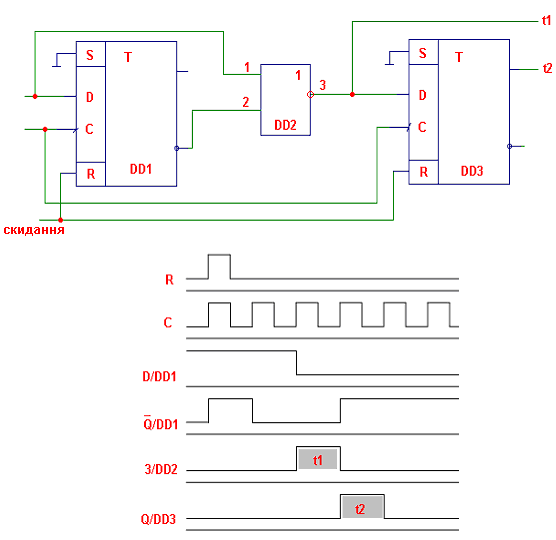 t1
S T
1
1
S T
t2
D
3
D
2
C
DD2
C
DD1
R
DD3
R
скидання
R
C
D/DD1
Q̅/DD1
3/DD2
t1
Q/DD3
t2